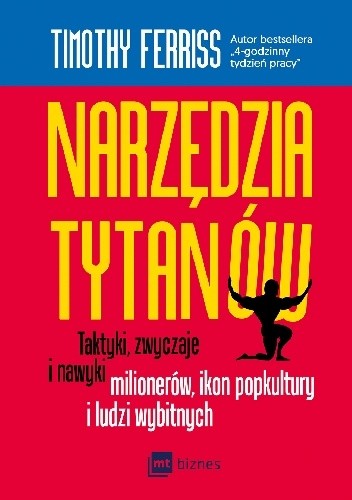 TIMOTHY FERRISS
Autor bestsellera
„4-godzinny
tydzień pracy”
NARZĘDZIA
TYTANÓW
Taktyki, zwyczaje
i nawyki
milionerów, ikon popkultury
i ludzi wybitnych
mt biznes